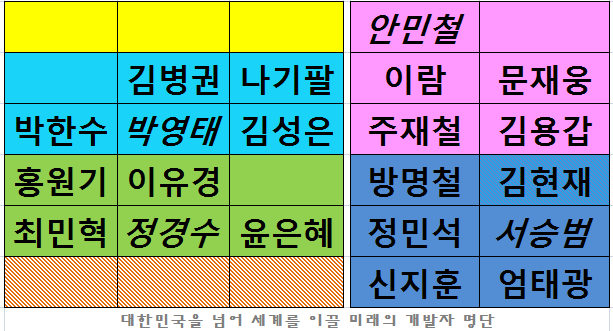 안민철
김병권 나기팔 이람 문재웅
박한수 박영태 김성은 주재철 김용갑
홍원기 이유경 방명철 김현재
최민혁 정경수 윤은혜 정민석 서승범
신지훈 엄태광
대한민국을 넘어 세계를 이끌 미래의 개발자 명단